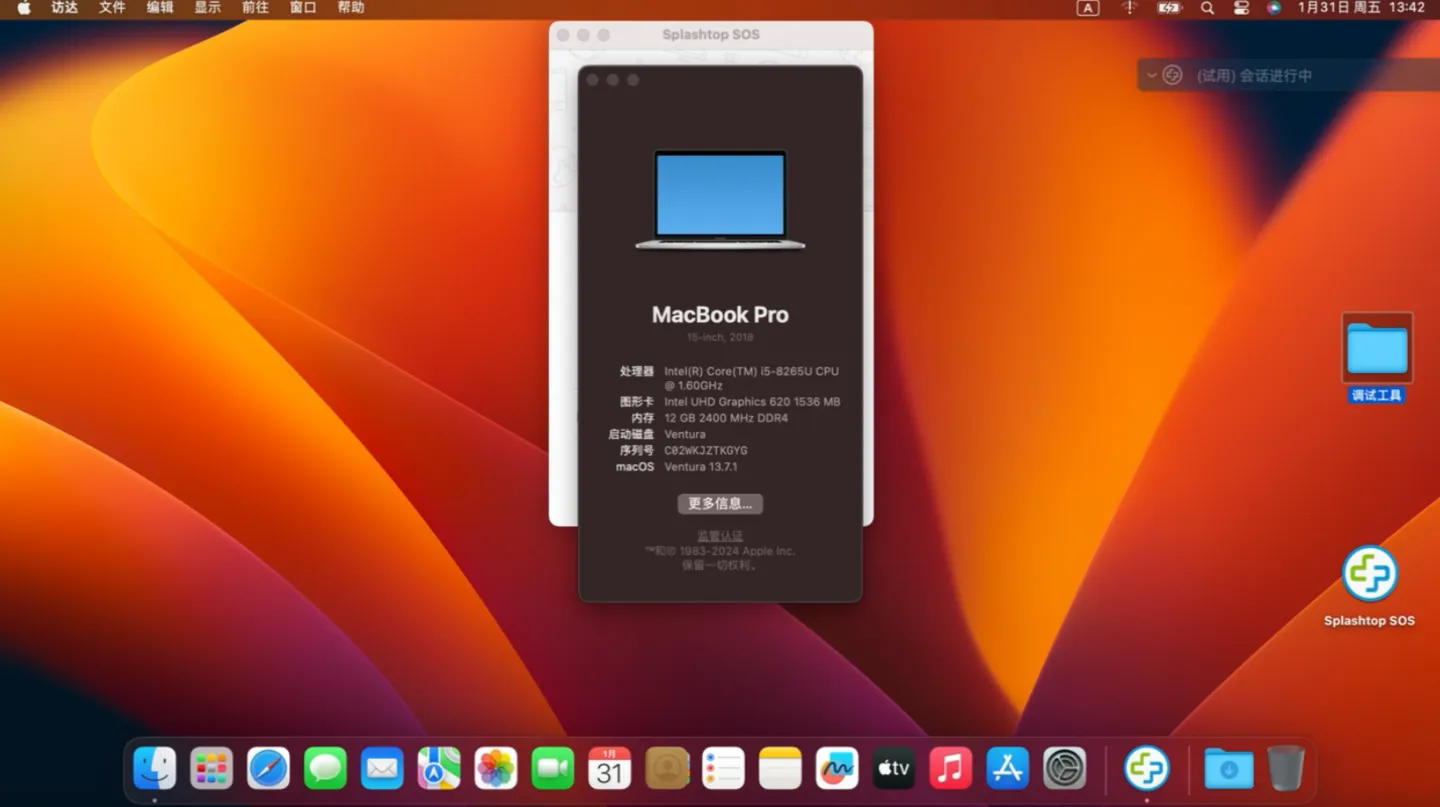 访达 文件 编辑 显示 前往 窗口 帮助
A 1月31日 周五 13:42
Splashtop SOS
(试用) 会话进行中
MacBook Pro
15-inch, 2018
处理器 Intel(R) Core(TM) i5-8265U CPU
@ 1.60GHz
图形卡 Intel UHD Graphics 620 1536 MB
内存 12 GB 2400 MHz DDR4
启动磁盘 Ventura
序列号 C02WKJZTKGYG
macOS Ventura 13.7.1
更多信息...
监管认证
™和© 1983-2024 Apple Inc.
保留一切权利。
调试工具
Splashtop SOS
1月
31
tv